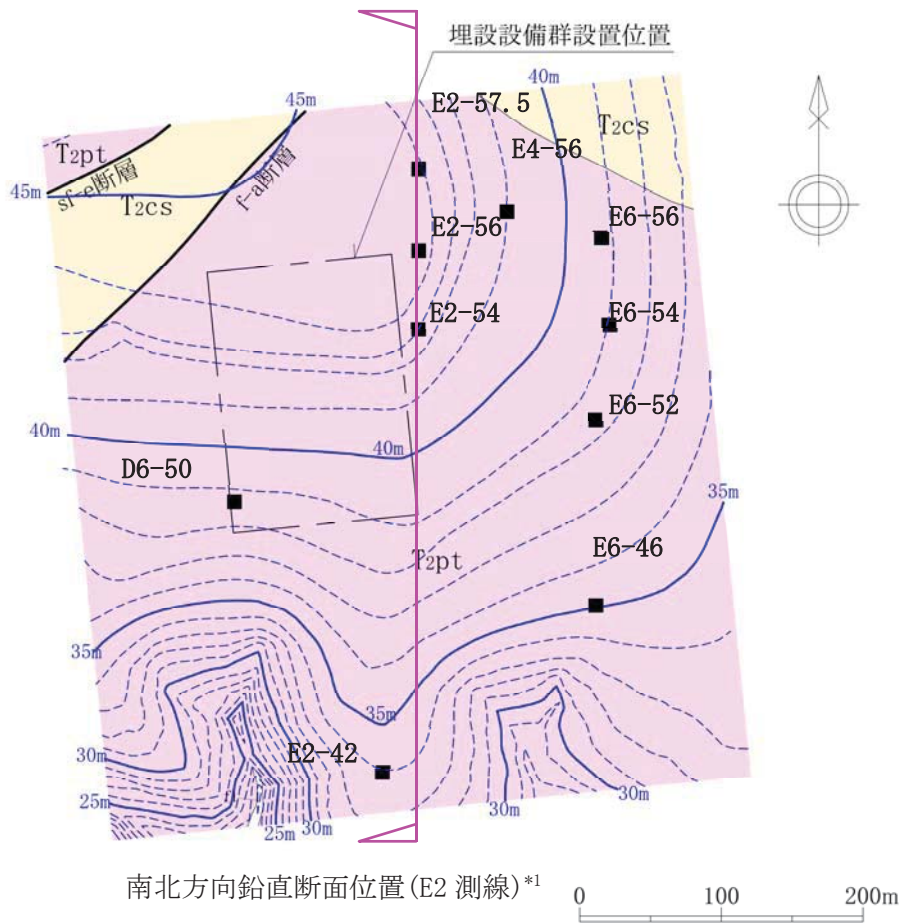 埋設設備群設置位置
45m
40m
E2-57.5
T2cs
T2pt
E4-56
sf-e断層
f-a断層
45m
T2cs
E2-56
E6-56
E2-54
E6-54
E6-52
40m
40m
D6-50
35m
E6-46
T2pt
35m
35m
E2-42
30m
30m
25m
30m
25m
30m
南北方向鉛直断面位置(E2 測線)*1
0 100 200m